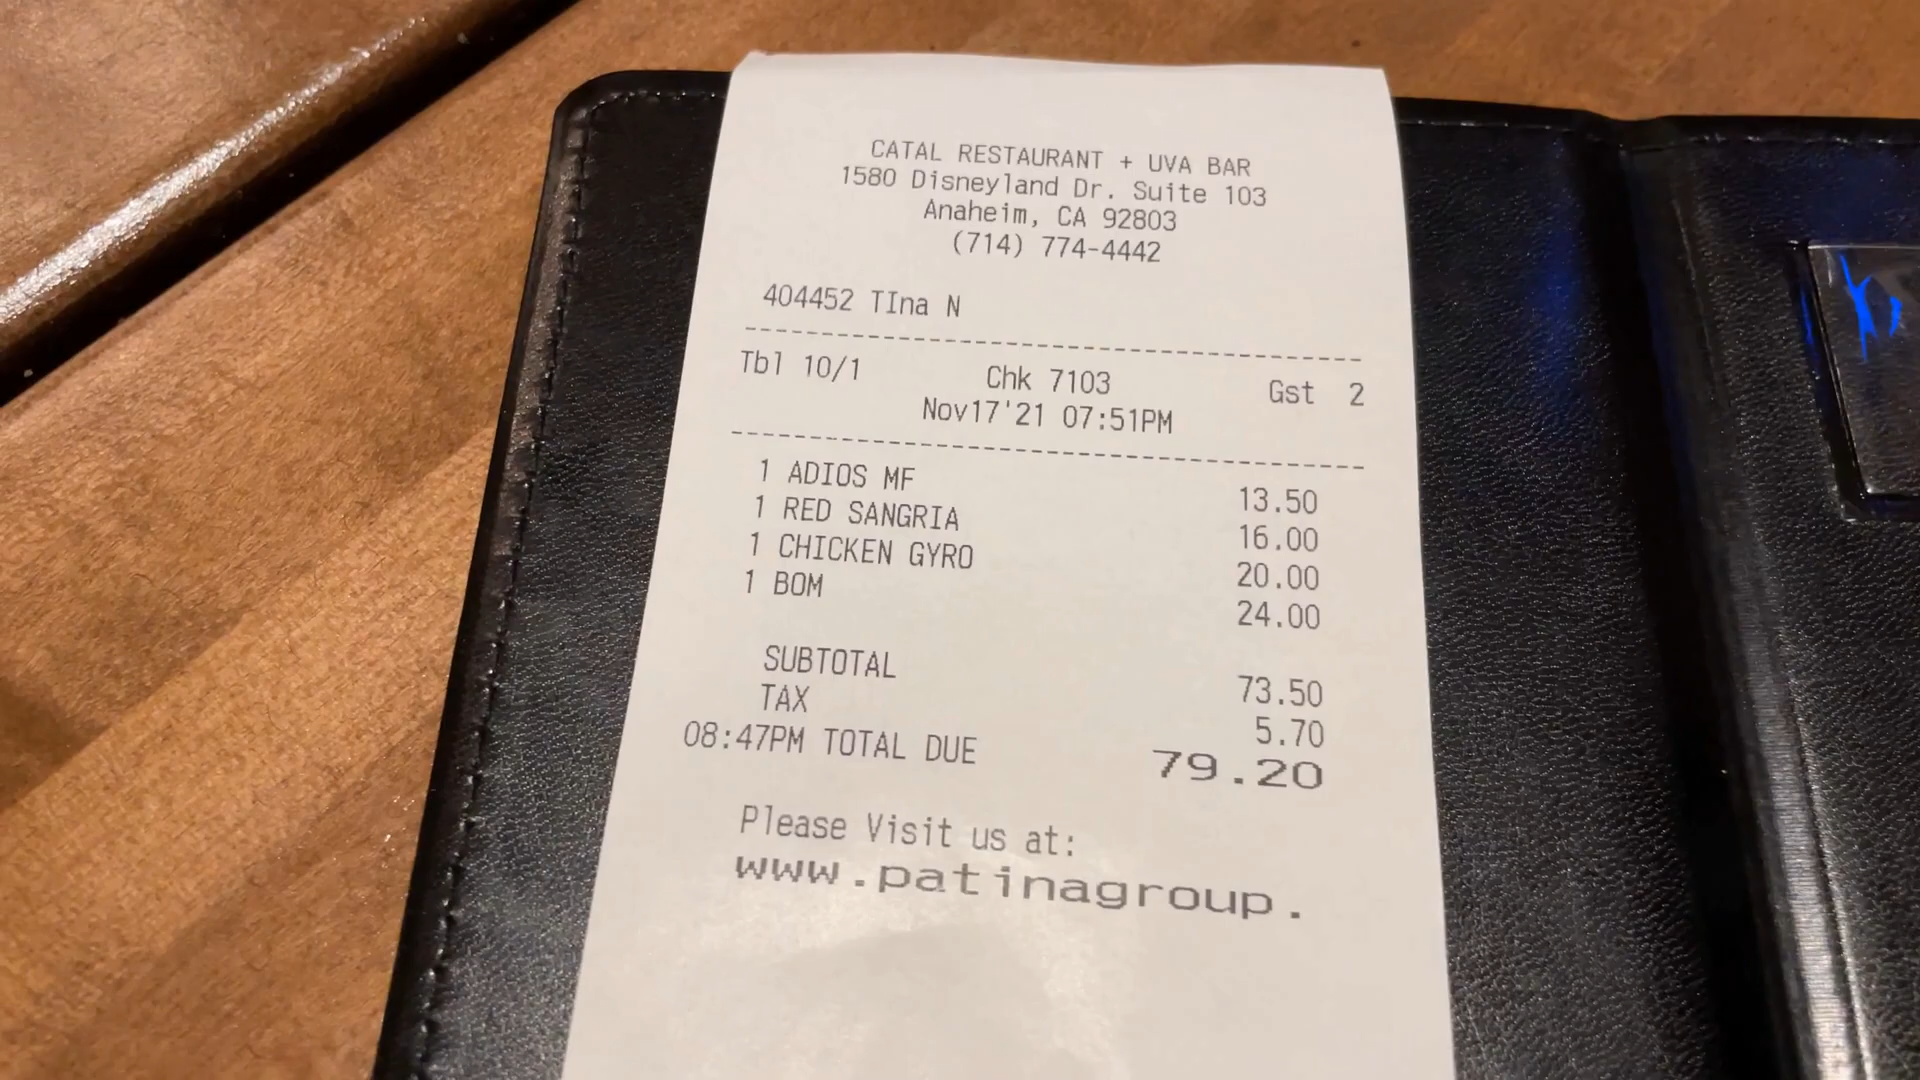 CATAL RESTAURANT + UVA BAR
1580 Disneyland Dr. Suite 103
Anaheim, CA 92803
(714) 774-4442
404452 TIna N
Tbl 10/1 Chk 7103 Gst 2
Nov17'21 07:51PM
1 ADIOS MF 13.50
1 RED SANGRIA 16.00
1 CHICKEN GYRO 20.00
1 BOM 24.00
SUBTOTAL 73.50
TAX 5.70
08:47PM TOTAL DUE 79.20
Please Visit us at:
www.patinagroup.